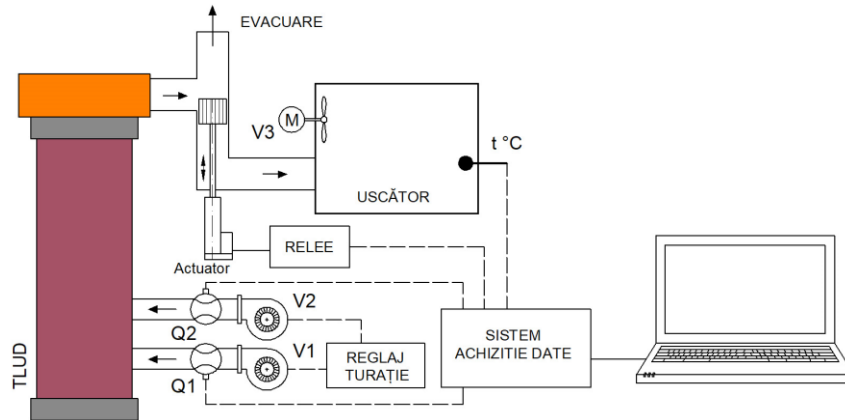 EVACUARE
V3
M
t °C
USCĂTOR
RELEE
Actuator
V2
Q2
V1
Q1
REGLAJ
TURAȚIE
SISTEM
ACHIZITIE DATE
TLUD